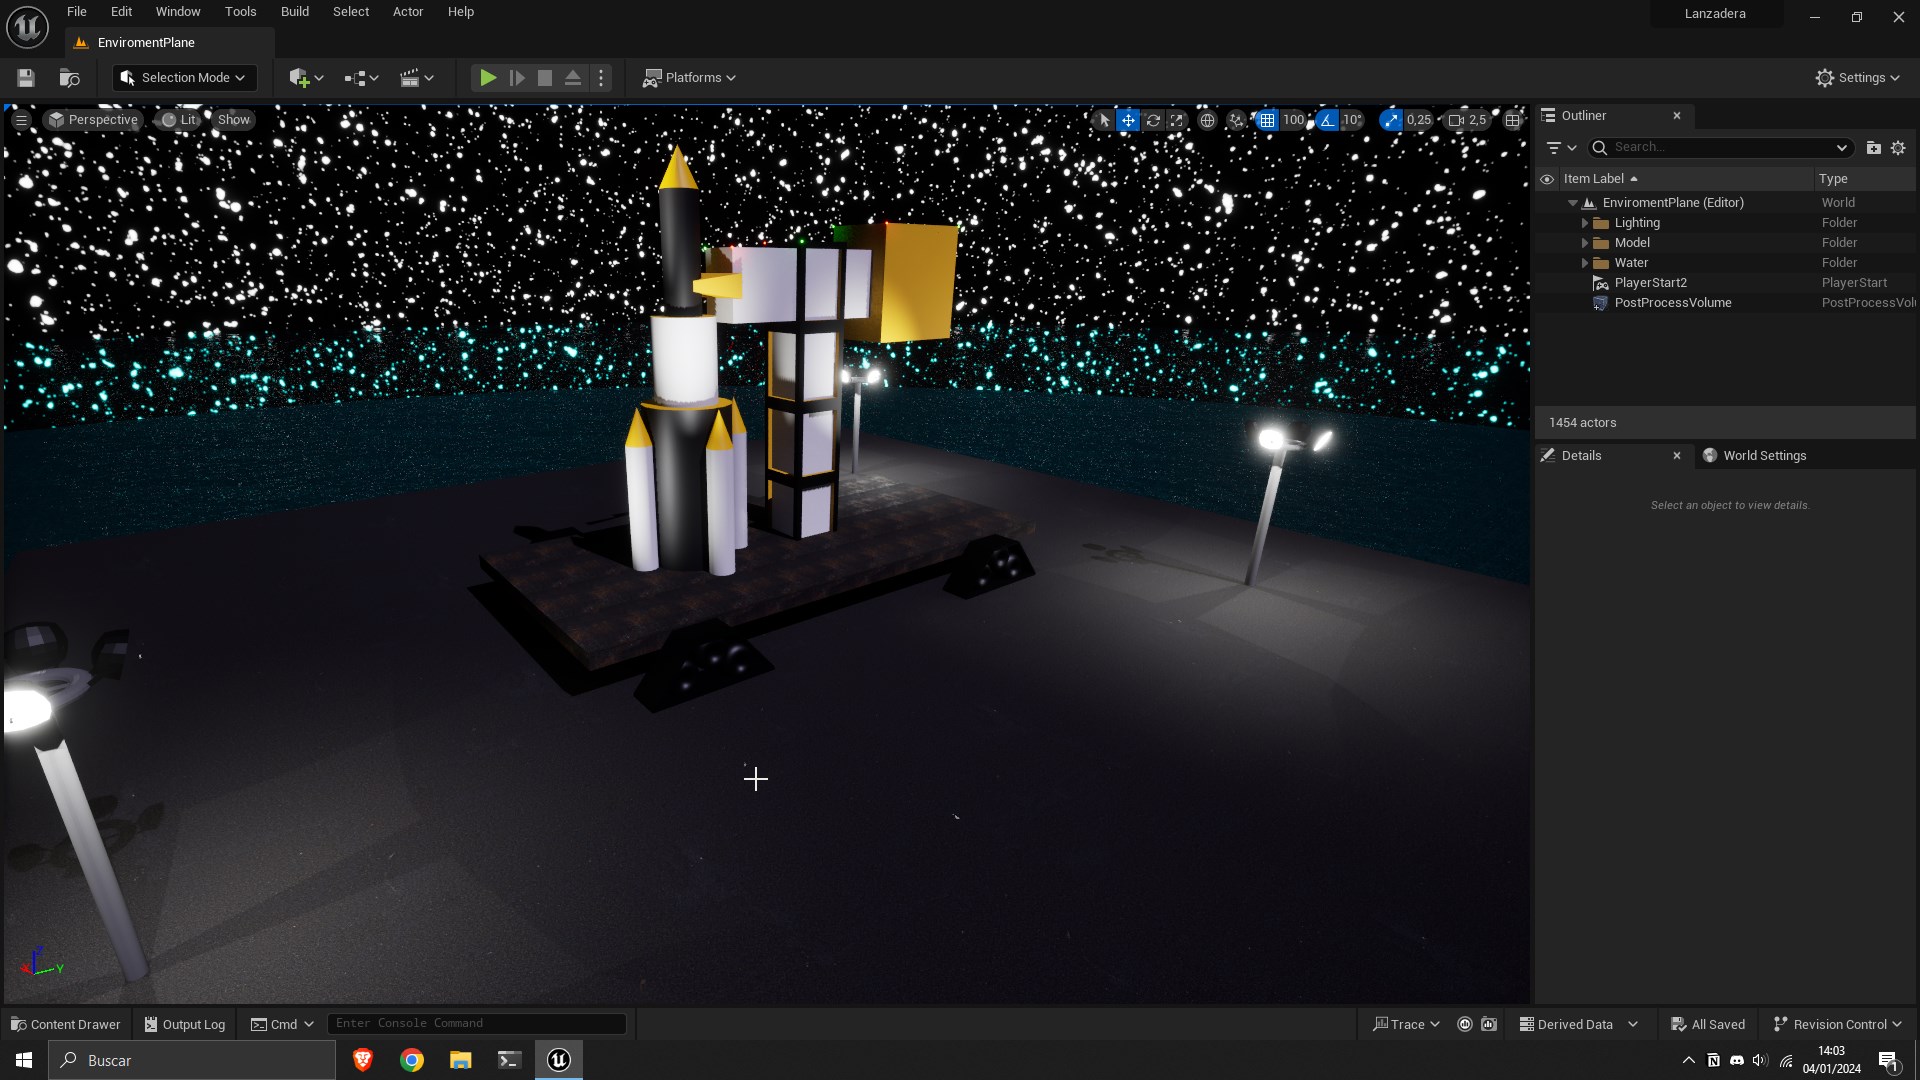 File Edit Window Tools Build Select Actor Help
Lanzadera
EnviromentPlane
Selection Mode
Platforms
Settings
Perspective Lit Show
100 10° 0,25 2,5
Outliner
Search...
Item Label Type
EnviromentPlane (Editor) World
Lighting Folder
Model Folder
Water Folder
PlayerStart2 PlayerStart
PostProcessVolume PostProcessVolu
1454 actors
Details World Settings
Select an object to view details.
X Y Z
Content Drawer Output Log Cmd Enter Console Command Trace Derived Data All Saved Revision Control
Buscar
14:03
04/01/2024
1